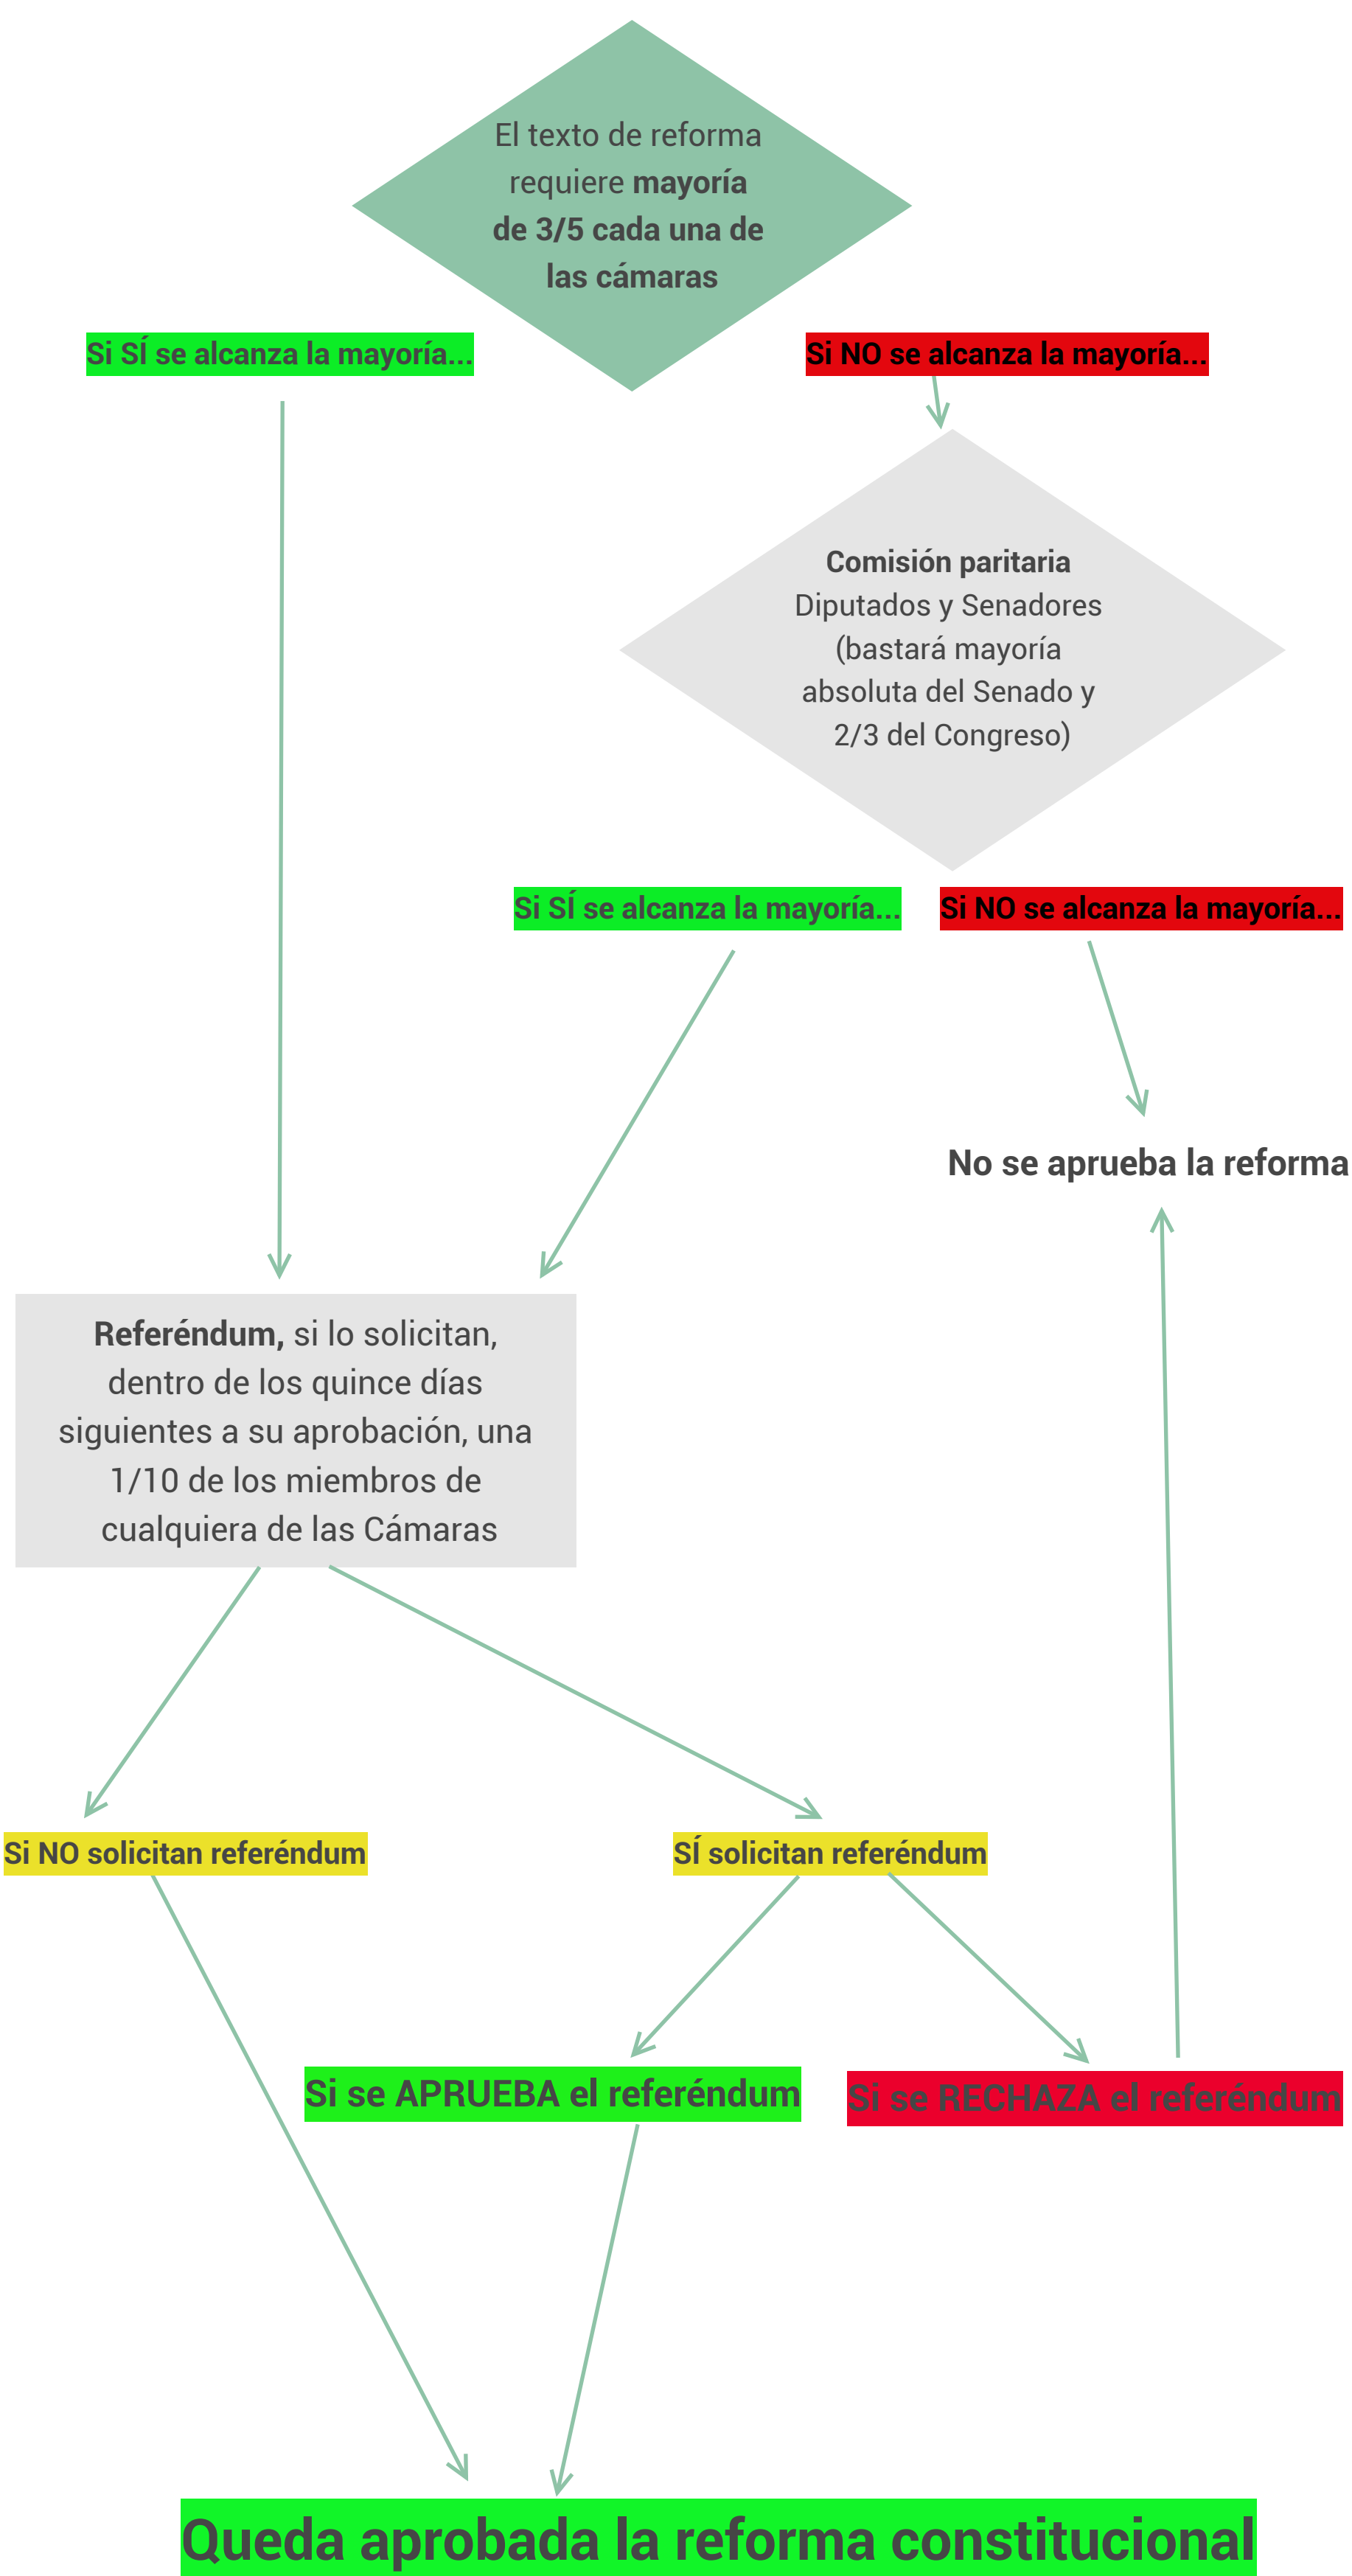 El texto de reforma
requiere mayoría
de 3/5 cada una de
las cámaras
Si SÍ se alcanza la mayoría...
Si NO se alcanza la mayoría...
Comisión paritaria
Diputados y Senadores
(bastará mayoría
absoluta del Senado y
2/3 del Congreso)
Si SÍ se alcanza la mayoría...
Si NO se alcanza la mayoría...
No se aprueba la reforma
Referéndum, si lo solicitan,
dentro de los quince días
siguientes a su aprobación, una
1/10 de los miembros de
cualquiera de las Cámaras
Si NO solicitan referéndum
SÍ solicitan referéndum
Si se APRUEBA el referéndum
Si se RECHAZA el referéndum
Queda aprobada la reforma constitucional